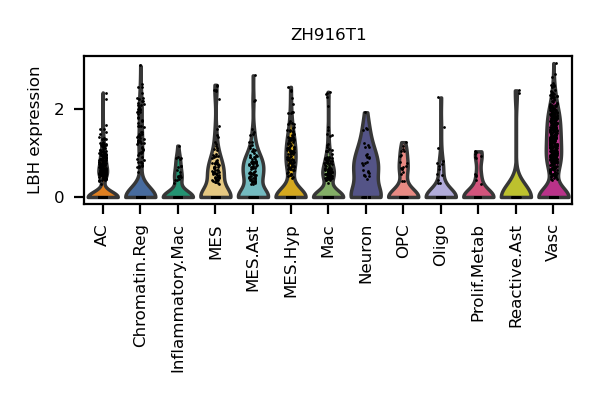 ZH916T1
LBH expression
2
0
AC
Chromatin.Reg
Inflammatory.Mac
MES
MES.Ast
MES.Hyp
Mac
Neuron
OPC
Oligo
Prolif.Metab
Reactive.Ast
Vasc